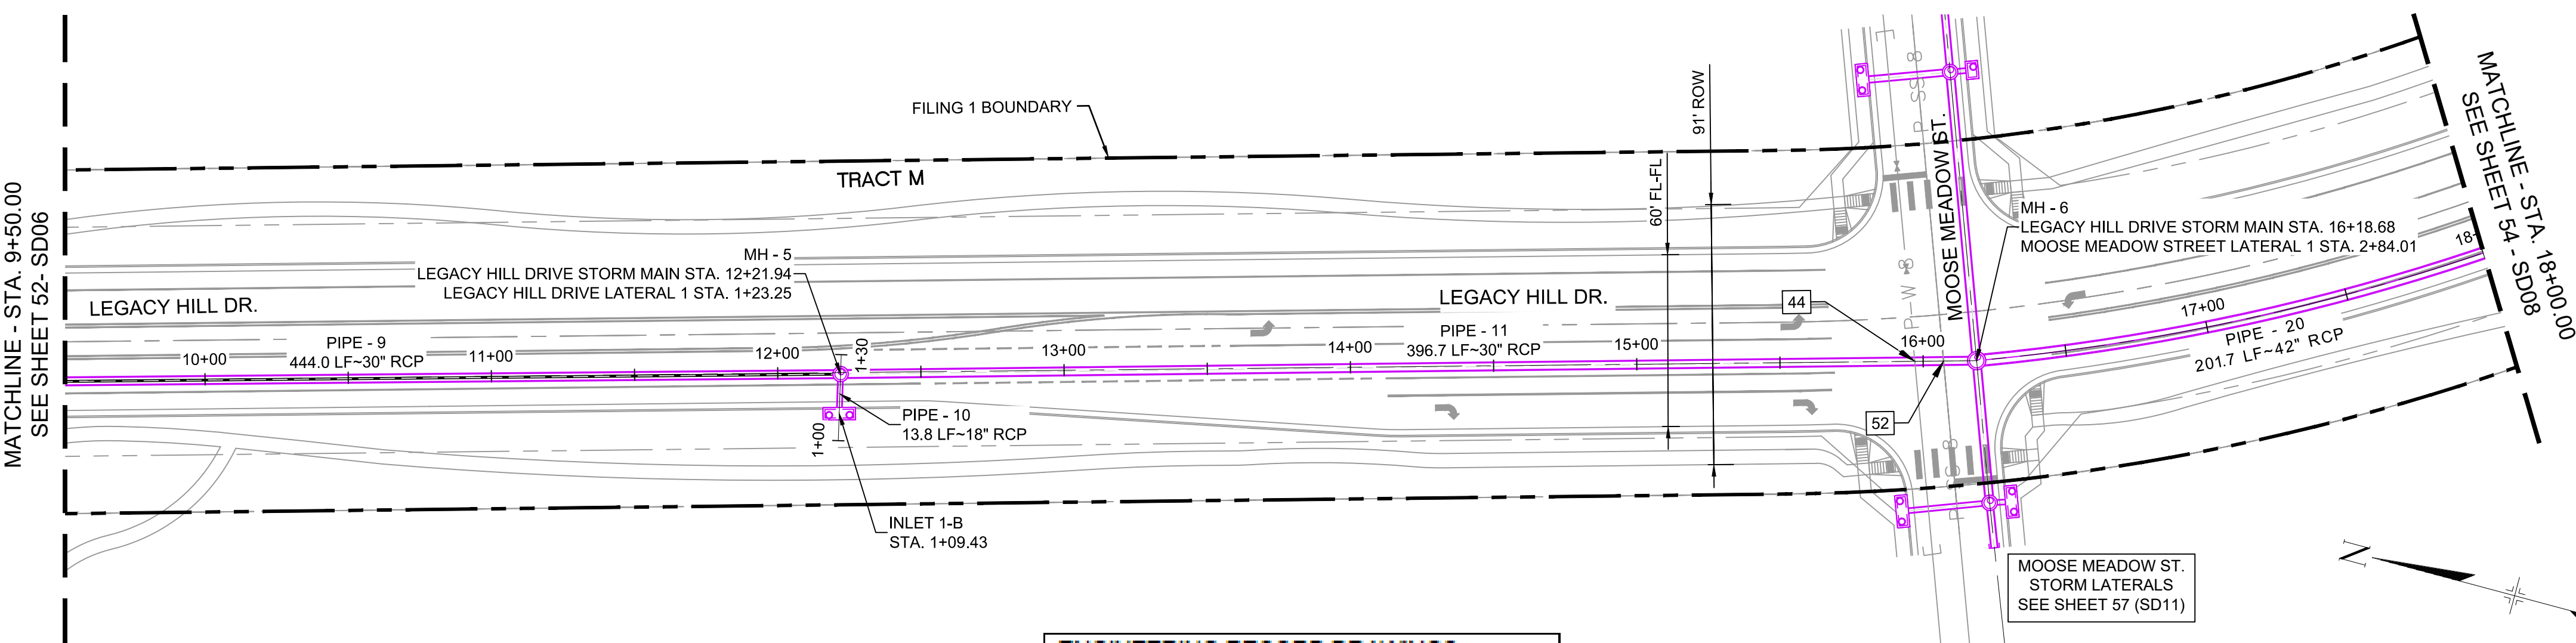 MATCHLINE - STA. 9+50.00
SEE SHEET 52- SD06
FILING 1 BOUNDARY
TRACT M
91' ROW
60' FL-FL
MOOSE MEADOW ST.
MATCHLINE - STA. 18+00.00
SEE SHEET 54 - SD08
MH - 5
LEGACY HILL DRIVE STORM MAIN STA. 12+21.94
LEGACY HILL DRIVE LATERAL 1 STA. 1+23.25
MH - 6
LEGACY HILL DRIVE STORM MAIN STA. 16+18.68
MOOSE MEADOW STREET LATERAL 1 STA. 2+84.01
LEGACY HILL DR.
LEGACY HILL DR.
44
PIPE - 9
444.0 LF~30" RCP
10+00
11+00
12+00
1+30
13+00
14+00
PIPE - 11
396.7 LF~30" RCP
15+00
16+00
17+00
18
PIPE - 20
201.7 LF~42" RCP
PIPE - 10
13.8 LF~18" RCP
1+00
52
INLET 1-B
STA. 1+09.43
MOOSE MEADOW ST.
STORM LATERALS
SEE SHEET 57 (SD11)
N